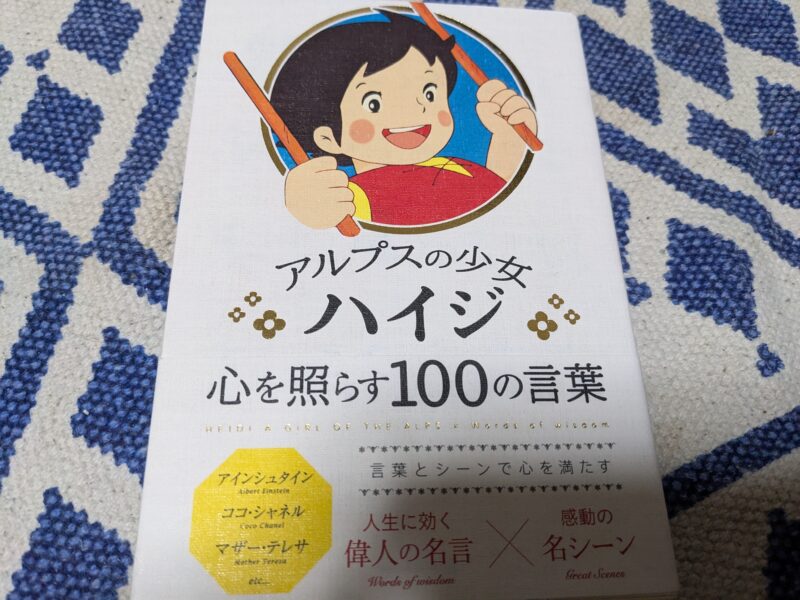 アルプスの少女
ハイジ
心を照らす100の言葉
HEIDI A GIRL OF THE ALPS × Words of wisdom
言葉とシーンで心を満たす
アインシュタイン
Albert Einstein
ココ・シャネル
Coco Chanel
マザー・テレサ
Mother Teresa
etc...
人生に効く
偉人の名言
Words of wisdom
×
感動の
名シーン
Great Scenes